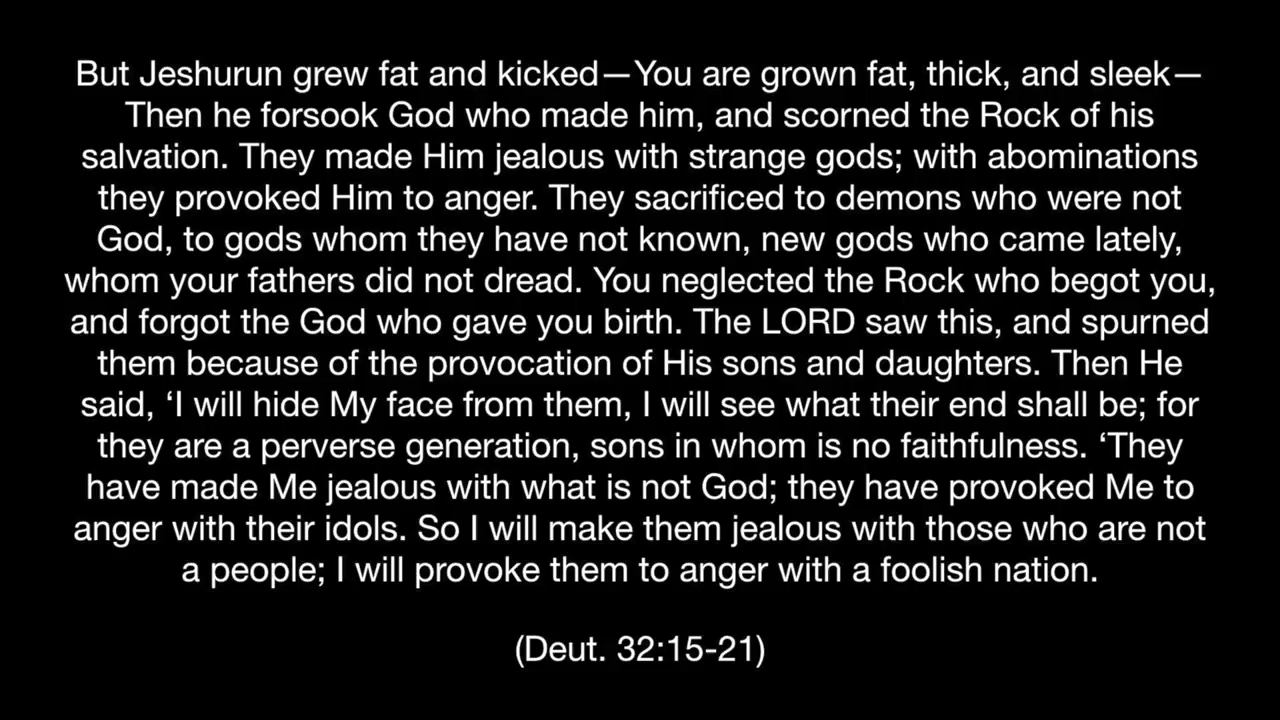 But Jeshurun grew fat and kicked—You are grown fat, thick, and sleek—
Then he forsook God who made him, and scorned the Rock of his
salvation. They made Him jealous with strange gods; with abominations
they provoked Him to anger. They sacrificed to demons who were not
God, to gods whom they have not known, new gods who came lately,
whom your fathers did not dread. You neglected the Rock who begot you,
and forgot the God who gave you birth. The LORD saw this, and spurned
them because of the provocation of His sons and daughters. Then He
said, ‘I will hide My face from them, I will see what their end shall be; for
they are a perverse generation, sons in whom is no faithfulness. ‘They
have made Me jealous with what is not God; they have provoked Me to
anger with their idols. So I will make them jealous with those who are not
a people; I will provoke them to anger with a foolish nation.
(Deut. 32:15-21)